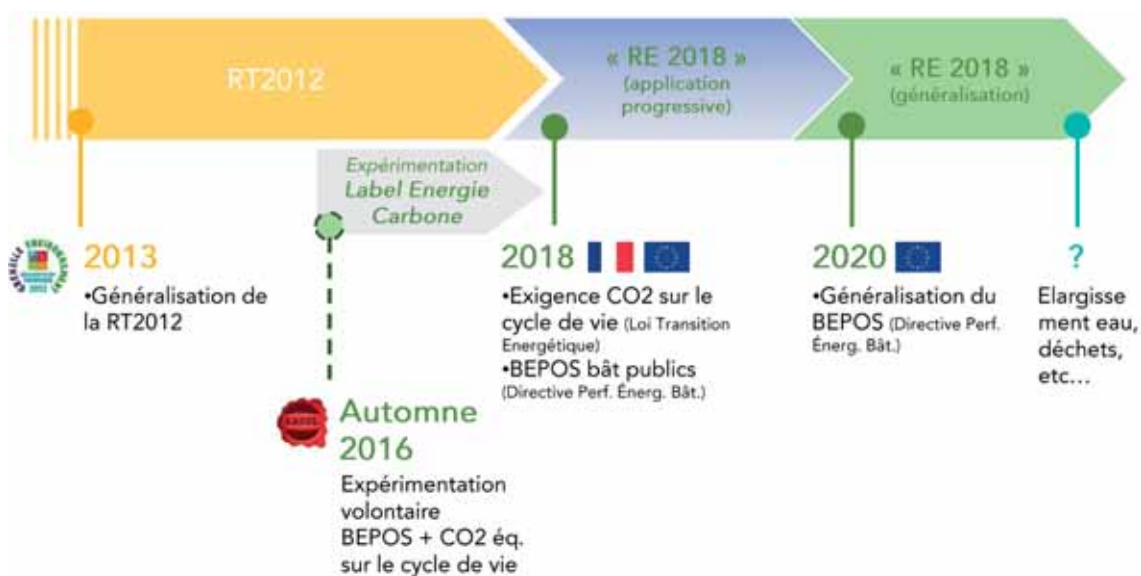 RT2012
« RE 2018 »
(application
progressive)
« RE 2018 »
(généralisation)
Expérimentation
Label Energie
Carbone
2013
•Généralisation de
la RT2012
Automne
2016
Expérimentation
volontaire
BEPOS + CO2 éq.
sur le cycle de vie
2018
•Exigence CO2 sur le
cycle de vie (Loi Transition
Energétique)
•BEPOS bât publics
(Directive Perf. Énerg. Bât.)
2020
•Généralisation du
BEPOS (Directive Perf.
Énerg. Bât.)
?
Elargisse
ment eau,
déchets,
etc...